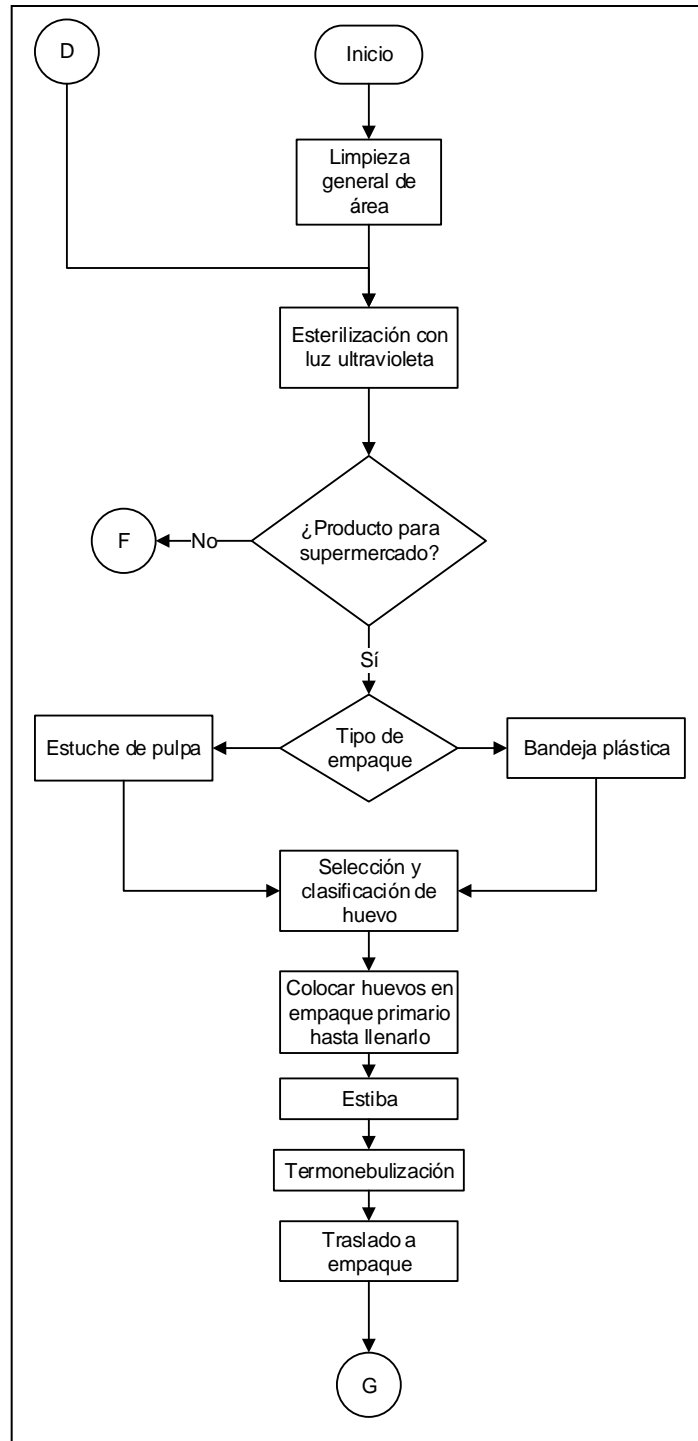 D
Inicio
Limpieza
general de
área
Esterilización con
luz ultravioleta
¿Producto para
supermercado?
No
F
Sí
Tipo de
empaque
Estuche de pulpa
Bandeja plástica
Selección y
clasificación de
huevo
Colocar huevos en
empaque primario
hasta llenarlo
Estiba
Termonebulización
Traslado a
empaque
G